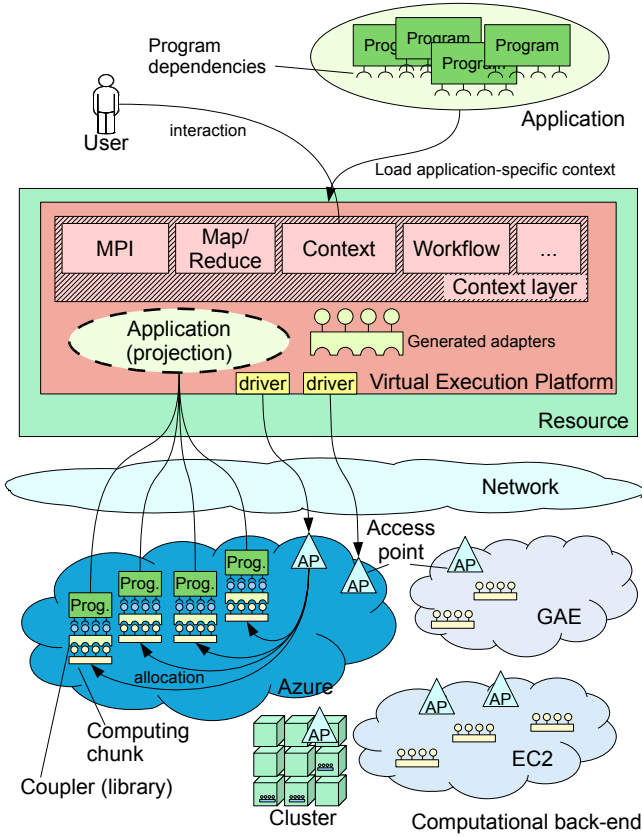 Program
dependencies
Program
Program
Program
Application
User
interaction
Load application-specific context
MPI
Map/
Reduce
Context
Workflow
...
Context layer
Application
(projection)
Generated adapters
driver
driver
Virtual Execution Platform
Resource
Network
Access
point
AP
AP
AP
Prog.
Prog.
Prog.
Prog.
GAE
allocation
Azure
Computing
chunk
Coupler (library)
AP
AP
AP
EC2
Cluster
Computational back-end